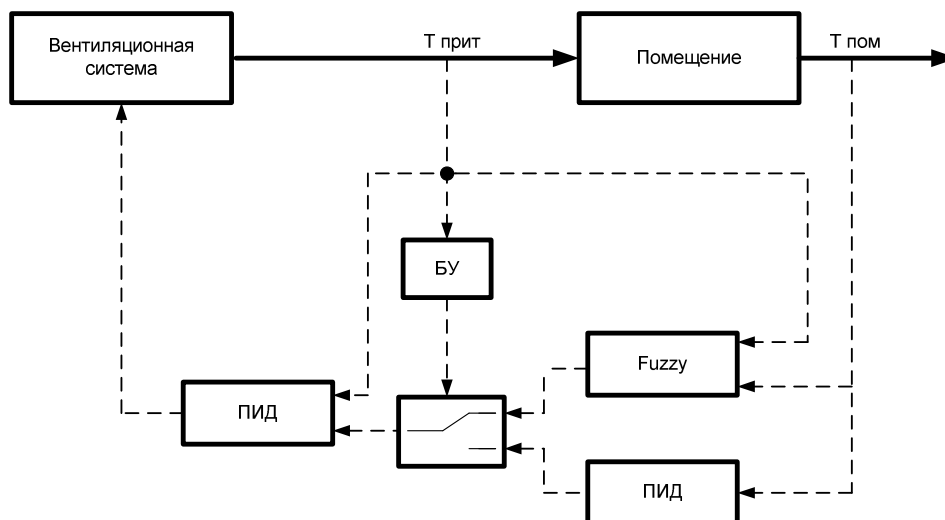 Вентиляционная
система
Т прит
Помещение
Т пом
БУ
Fuzzy
ПИД
ПИД